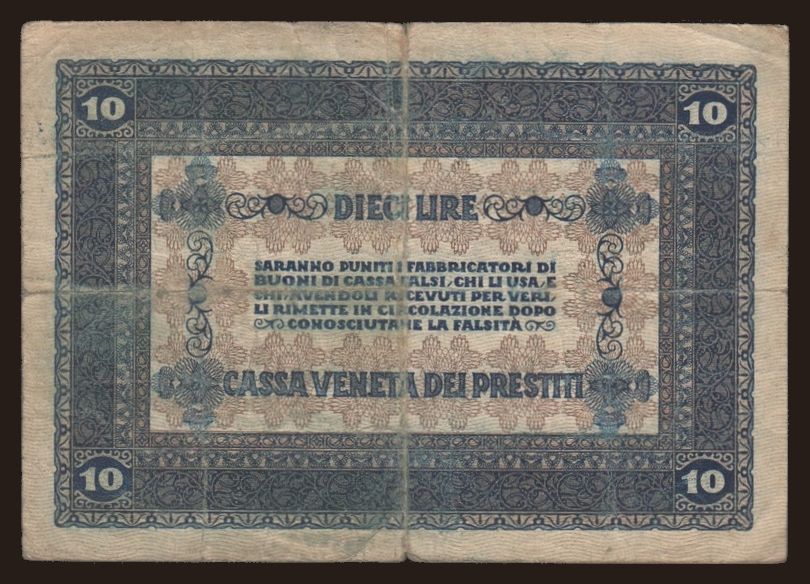 10 10
DIECI LIRE
SARANNO PUNITI I FABBRICATORI DI
BUONI DI CASSA FALSI, CHI LI USA, E
CHI, AVENDOLI RICEVUTI PER VERI,
LI RIMETTE IN CIRCOLAZIONE DOPO
CONOSCIUTANE LA FALSITÀ
CASSA VENETA DEI PRESTITI
10 10